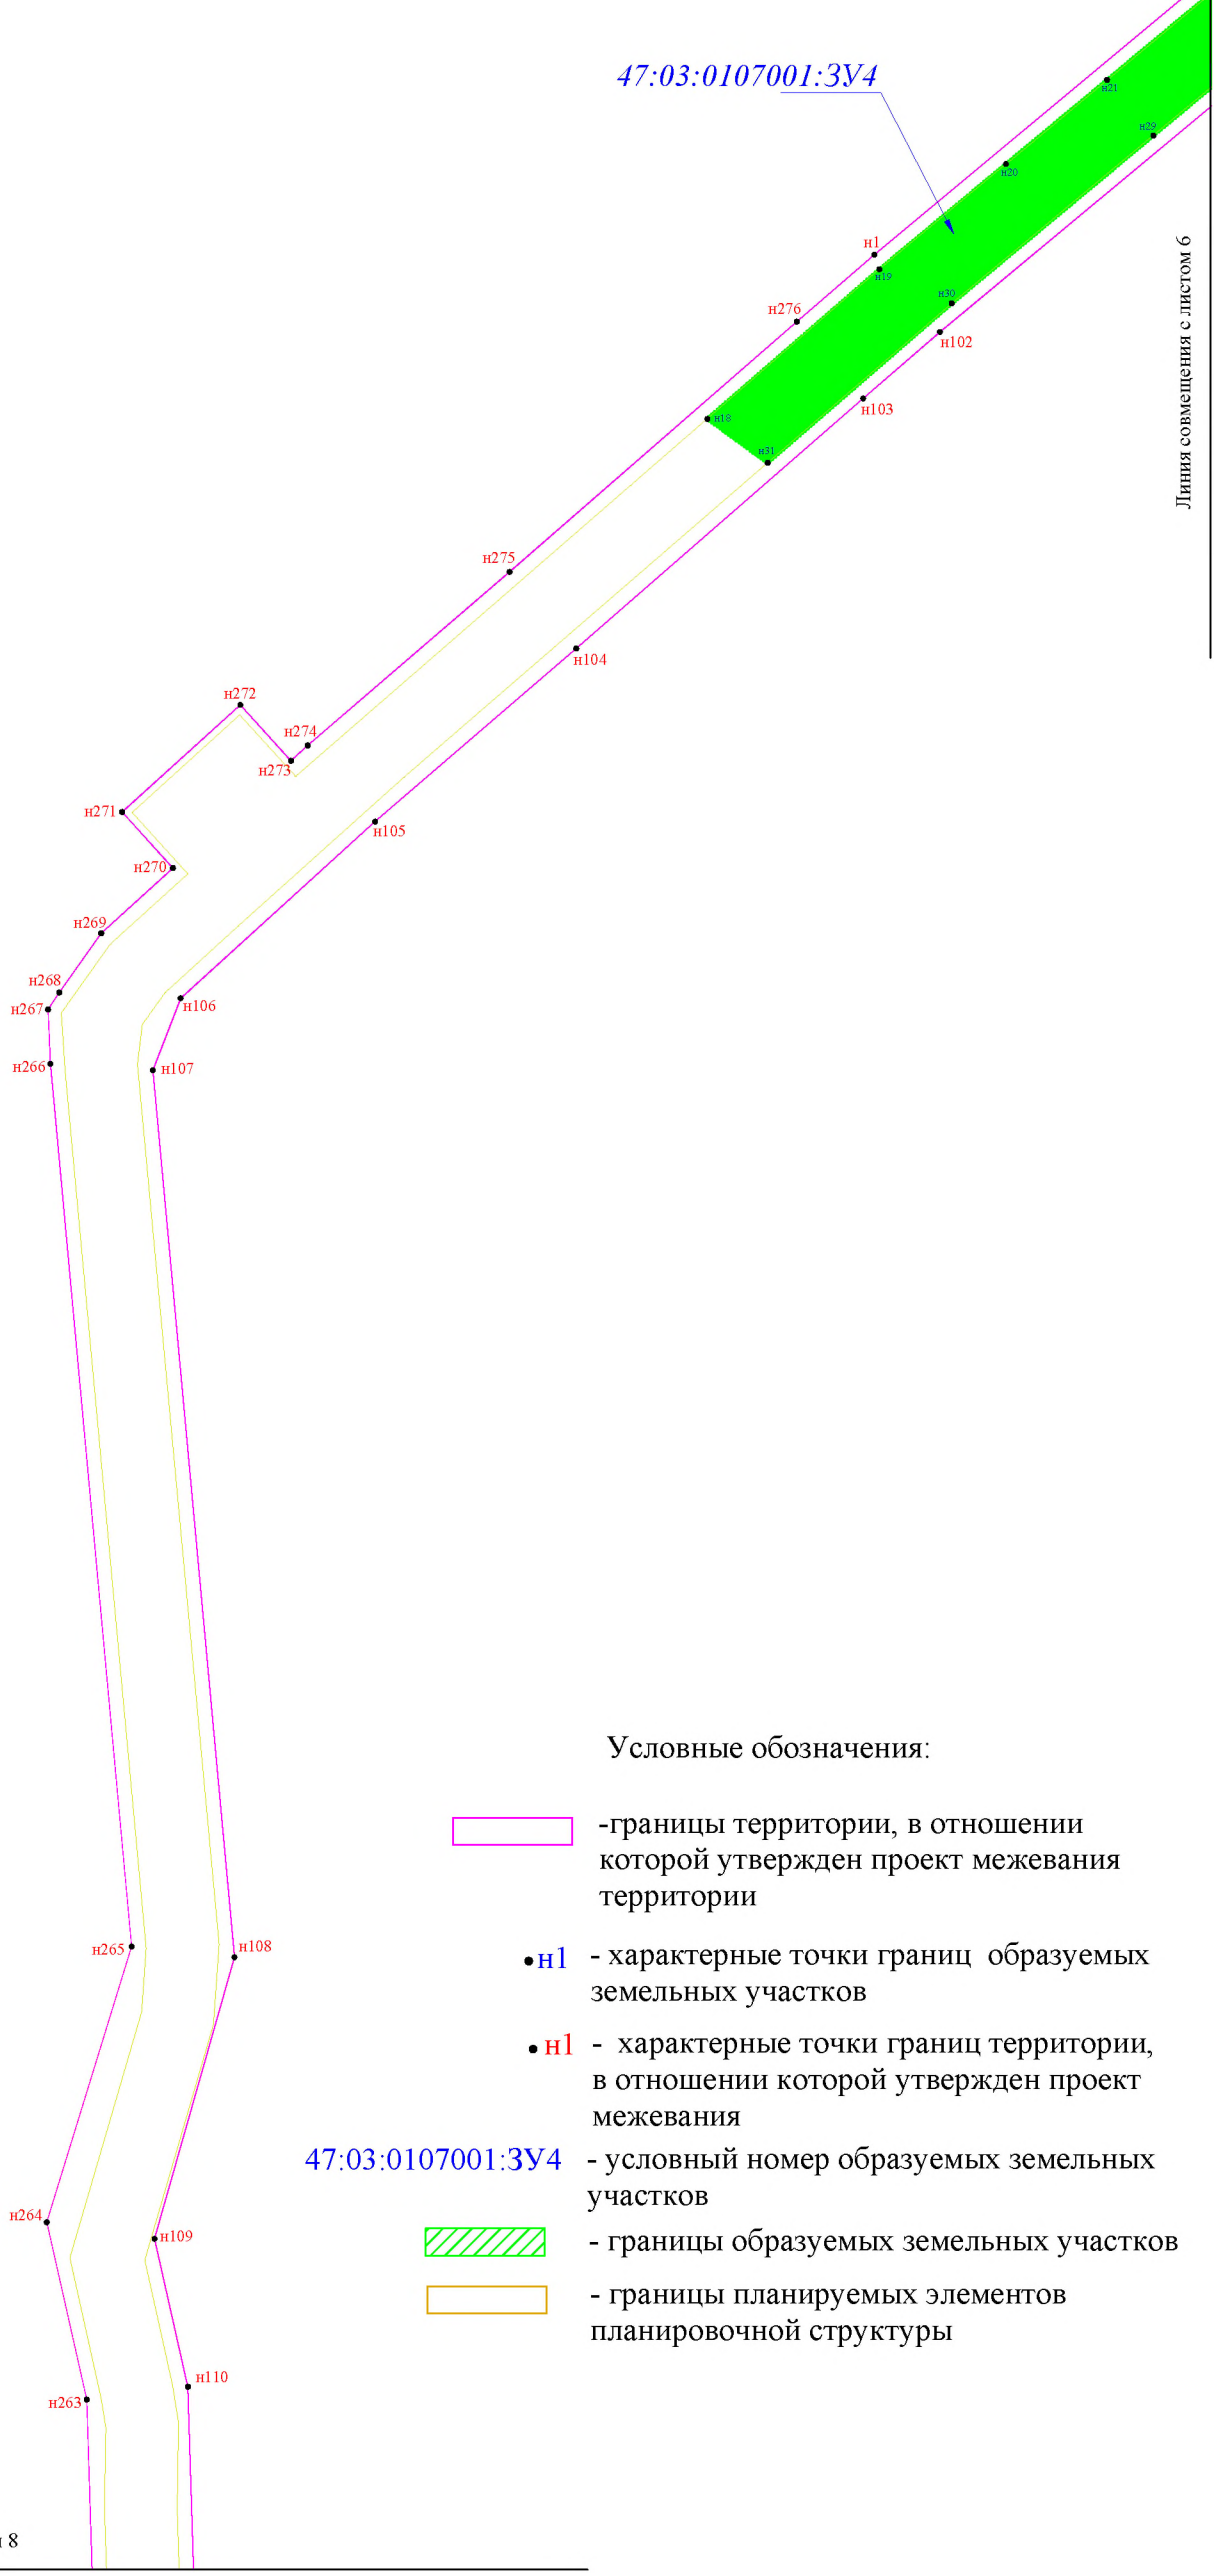 47:03:0107001:ЗУ4
н21
н29
н20
н1
н19
Линия совмещения с листом 6
н30
н276
н102
н103
н18
н31
н275
н104
н272
н274
н273
н271
н105
н270
н269
н268
н267
н106
н266
н107
Условные обозначения:
-границы территории, в отношении
которой утвержден проект межевания
территории
н265
н108
н1 - характерные точки границ образуемых
земельных участков
н1 - характерные точки границ территории,
в отношении которой утвержден проект
межевания
47:03:0107001:ЗУ4 - условный номер образуемых земельных
участков
н264
н109
- границы образуемых земельных участков
- границы планируемых элементов
планировочной структуры
н110
н263
8